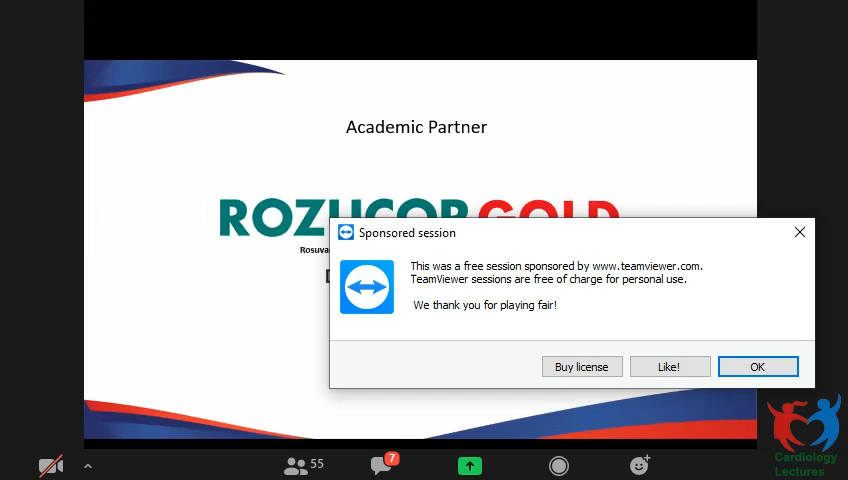 Academic Partner
GOLD
Sponsored session
This was a free session sponsored by www.teamviewer.com.
TeamViewer sessions are free of charge for personal use.
We thank you for playing fair!
Buy license
Like!
OK
55
7
Cardiology
Lectures